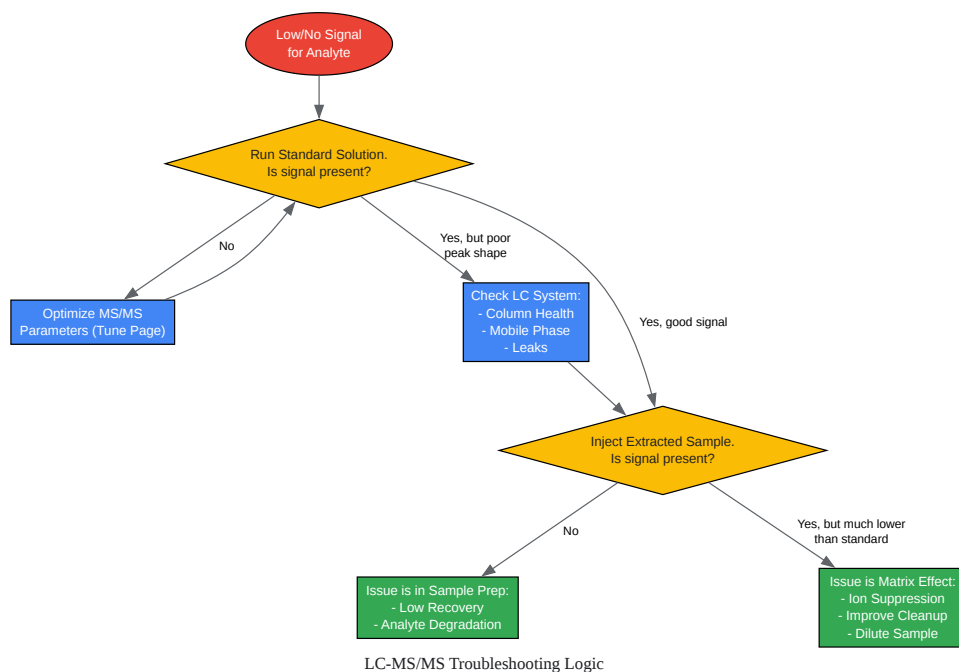 Low/No Signal
for Analyte
Run Standard Solution.
Is signal present?
No
Yes, but poor
peak shape
Optimize MS/MS
Parameters (Tune Page)
Check LC System:
- Column Health
- Mobile Phase
- Leaks
Yes, good signal
Inject Extracted Sample.
Is signal present?
No
Yes, but much lower
than standard
Issue is in Sample Prep:
- Low Recovery
- Analyte Degradation
Issue is Matrix Effect:
- Ion Suppression
- Improve Cleanup
- Dilute Sample
LC-MS/MS Troubleshooting Logic